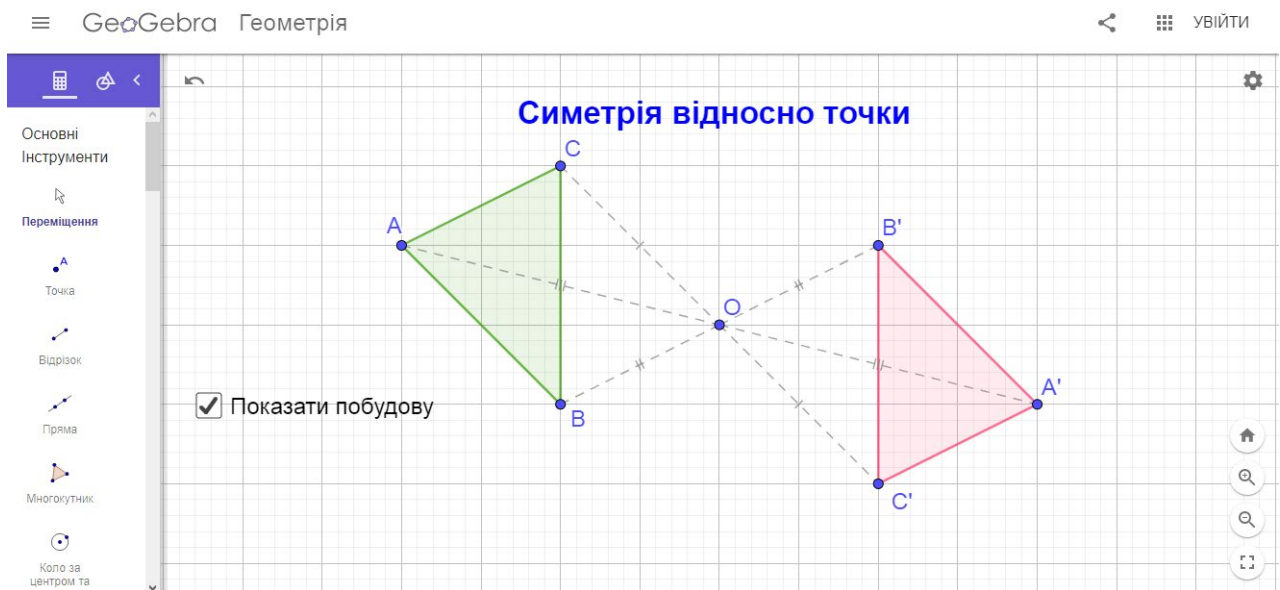 GeoGebra Геометрія
УВІЙТИ
Основні
Інструменти
Переміщення
A
Точка
Відрізок
Пряма
Многокутник
Коло за
центром та
Симетрія відносно точки
C
A
B'
O
A'
B
C'
Показати побудову